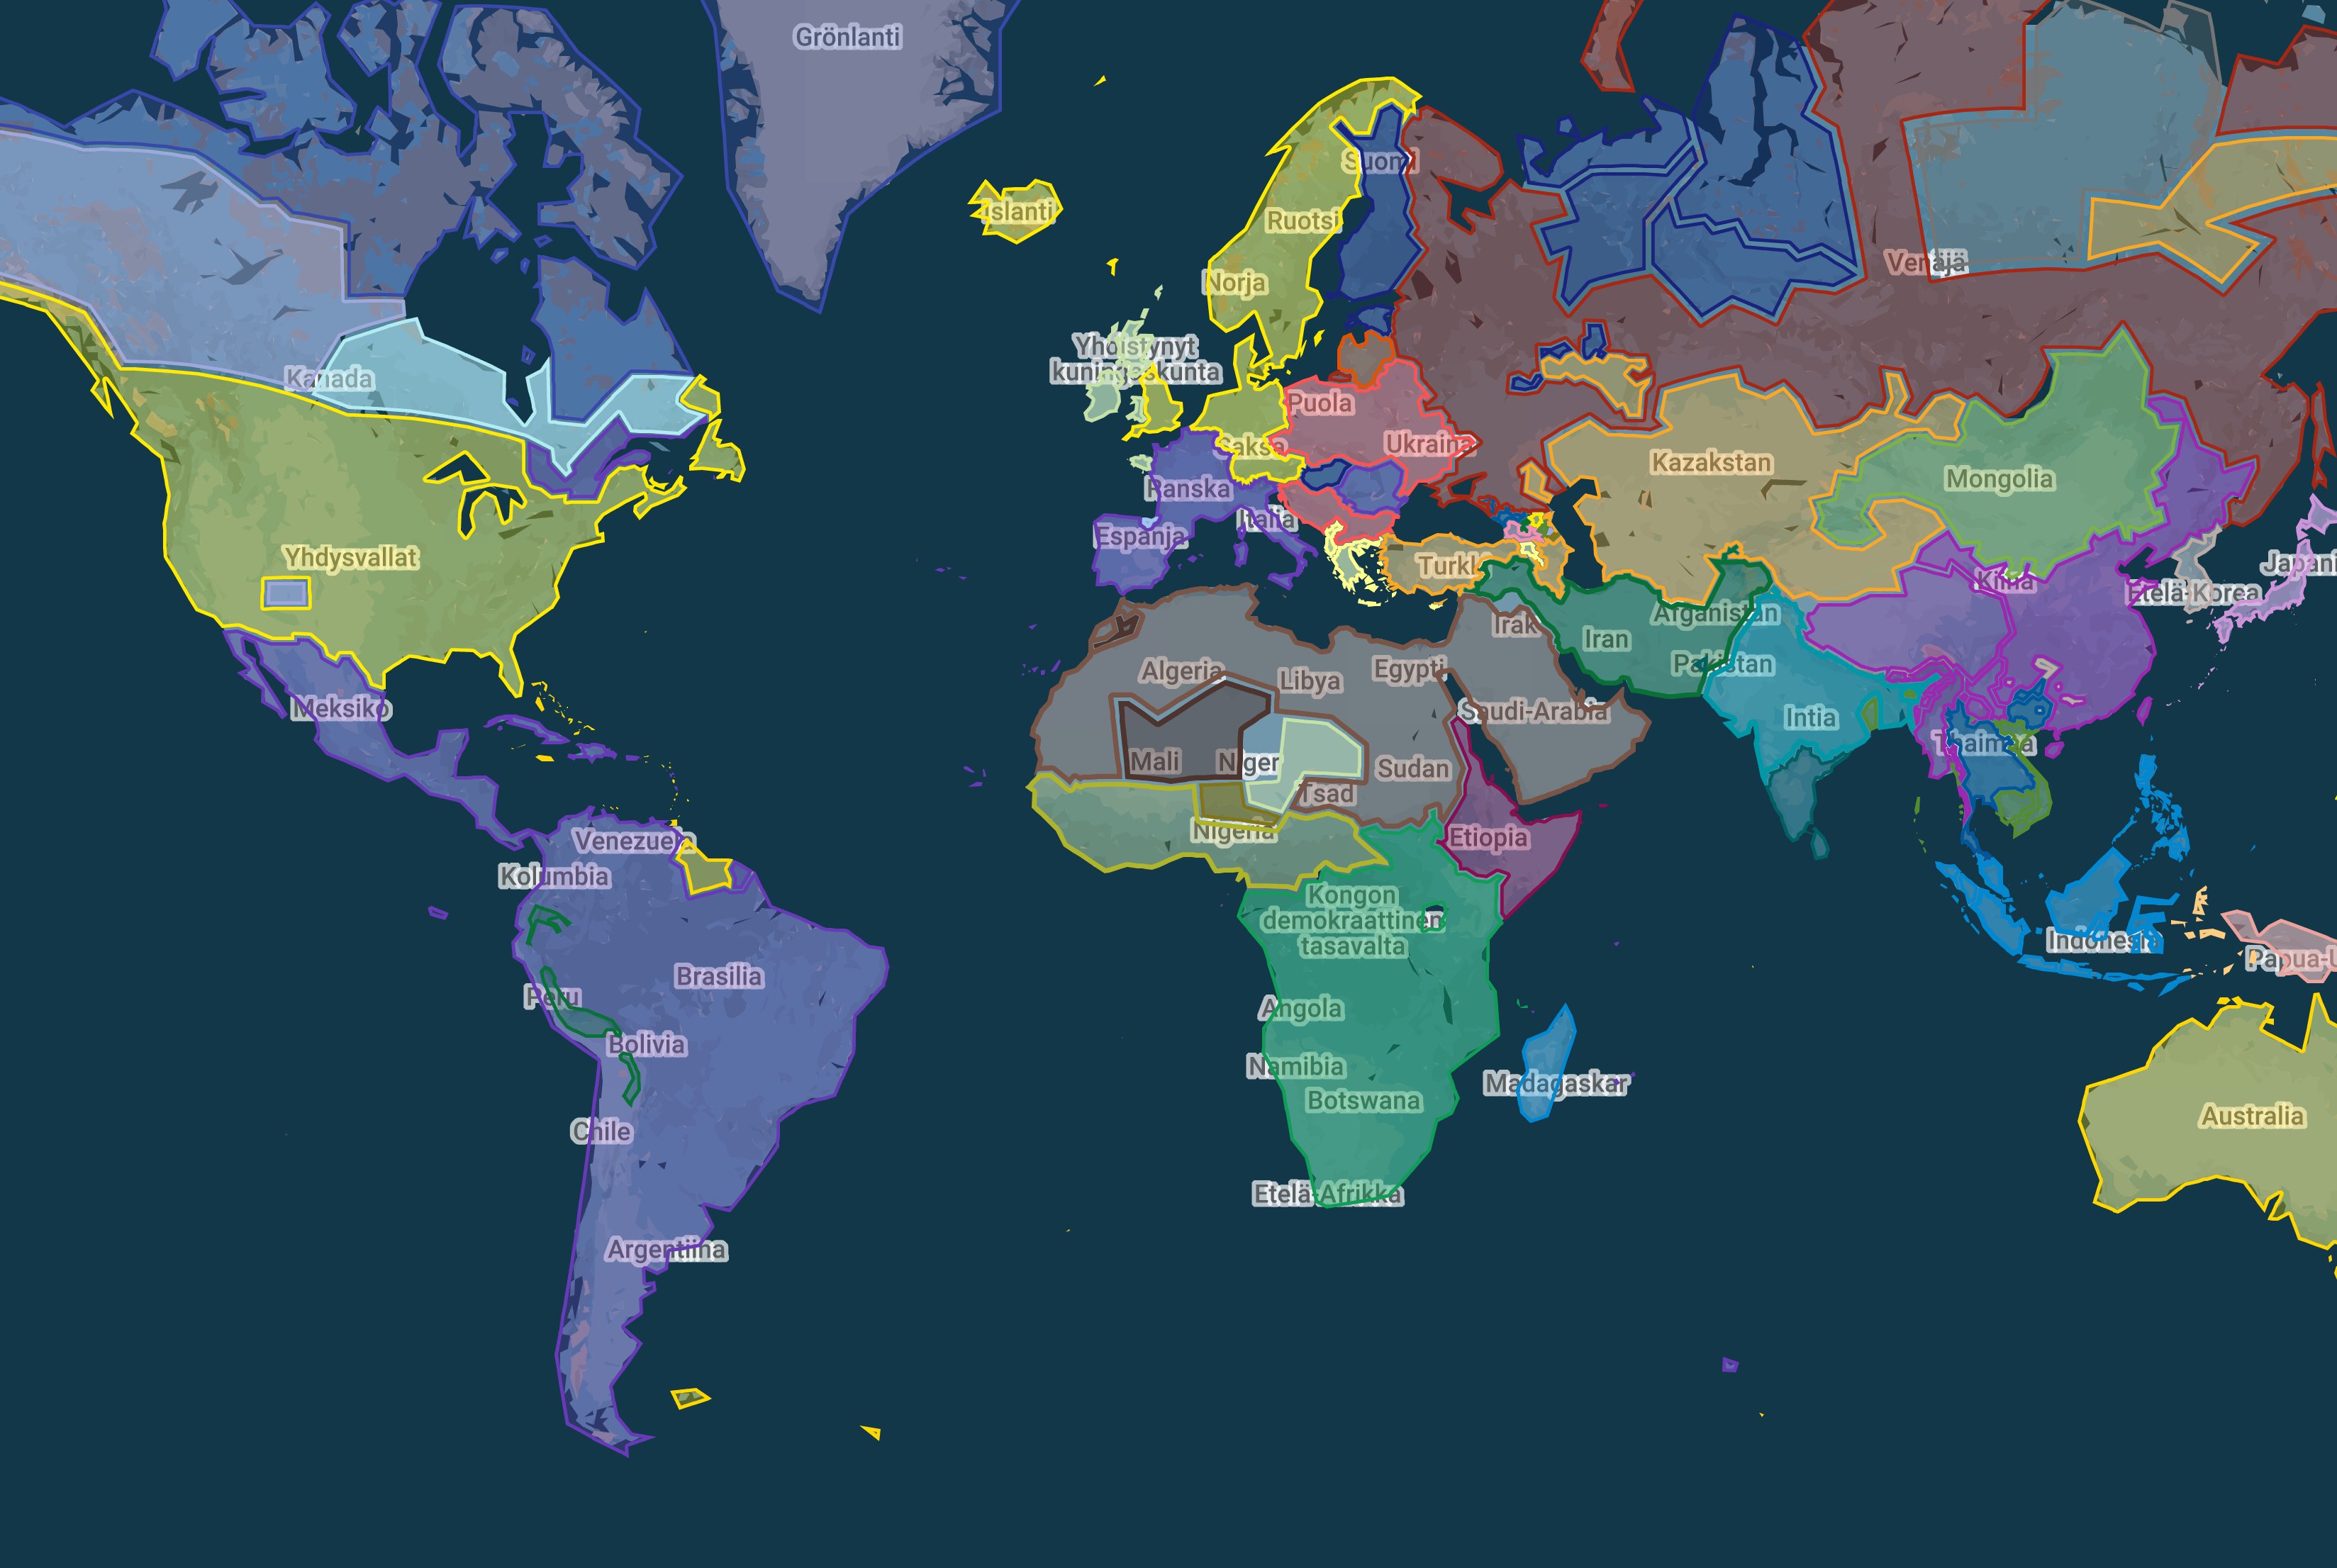 Grönlanti
Suomi
Islanti
Ruotsi
Venäjä
Norja
Yhdistynyt
kuningaskunta
Kanada
Puola
Saksa
Ukraina
Kazakstan
Mongolia
Ranska
Italia
Espanja
Yhdysvallat
Turkki
Kiina
Japani
Etelä-Korea
Irak
Afganistan
Iran
Pakistan
Algeria
Libya
Egypti
Meksiko
Saudi-Arabia
Intia
Thaimaa
Mali
Niger
Sudan
Tsad
Nigeria
Etiopia
Venezuela
Kolumbia
Kongon
demokraattinen
tasavalta
Indonesia
Papua-U
Brasilia
Peru
Angola
Bolivia
Namibia
Madagaskar
Botswana
Australia
Chile
Etelä-Afrikka
Argentiina